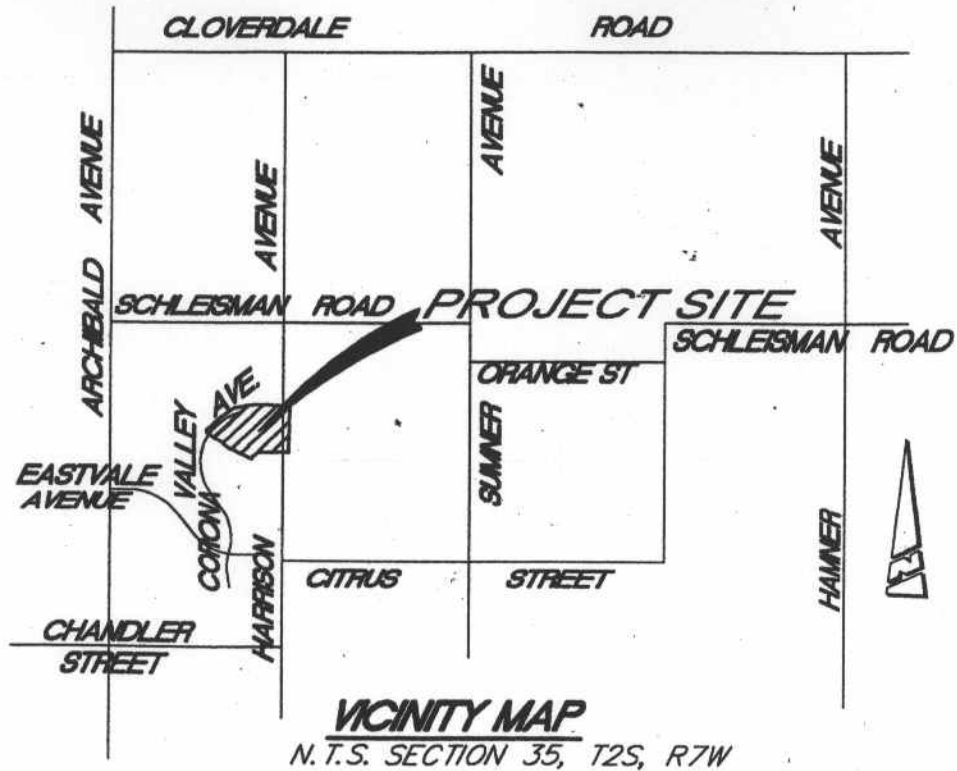 CLOVERDALE ROAD
ARCHIBALD AVENUE
AVENUE
AVENUE
AVENUE
SCHLEISMAN ROAD
PROJECT SITE
SCHLEISMAN ROAD
ORANGE ST
VALLEY AVE.
EASTVALE
AVENUE
CORONA
SUMNER
HARRISON
HAMNER
N
CITRUS STREET
CHANDLER
STREET
VICINITY MAP
N.T.S. SECTION 35, T2S, R7W